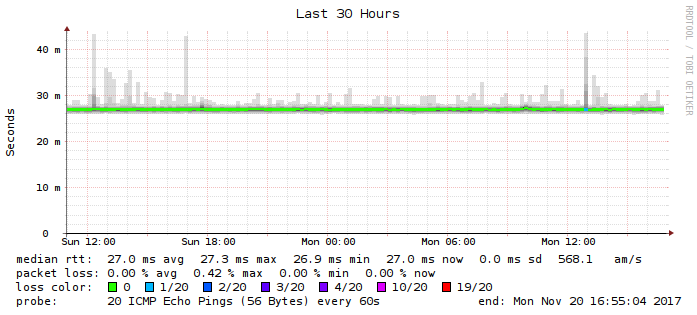 Last 30 Hours
RRDTOOL / TOBI OETIKER
Seconds
40 m
30 m
20 m
10 m
0
Sun 12:00 Sun 18:00 Mon 00:00 Mon 06:00 Mon 12:00
median rtt: 27.0 ms avg 27.3 ms max 26.9 ms min 27.0 ms now 0.0 ms sd 568.1 am/s
packet loss: 0.00 % avg 0.42 % max 0.00 % min 0.00 % now
loss color: 0 1/20 2/20 3/20 4/20 10/20 19/20
probe: 20 ICMP Echo Pings (56 Bytes) every 60s end: Mon Nov 20 16:55:04 2017